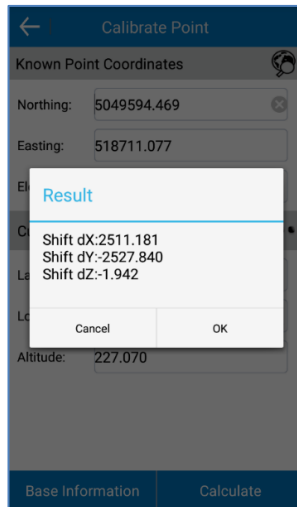 Calibrate Point
Known Point Coordinates
Northing: 5049594.469
Easting: 518711.077
Result
Shift dX:2511.181
Shift dY:-2527.840
Shift dZ:-1.942
Cancel OK
Altitude: 227.070
Base Information Calculate